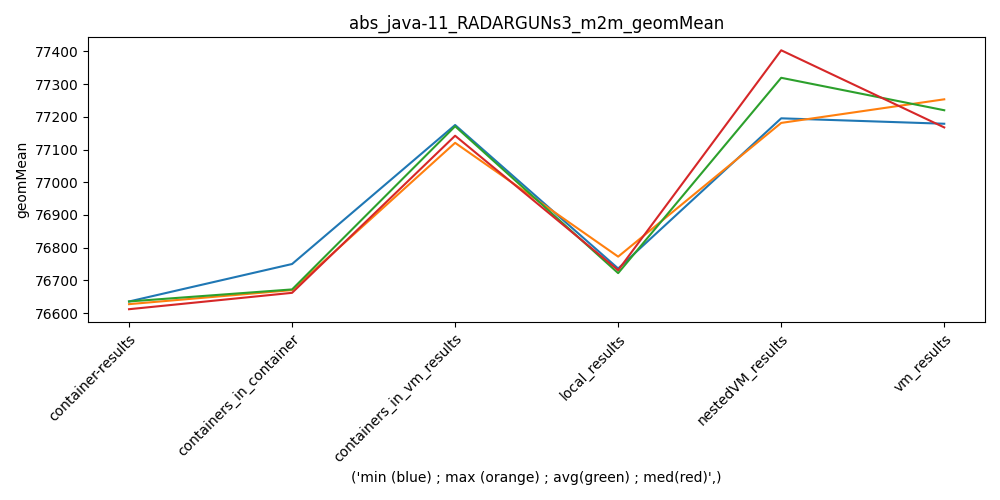 abs_java-11_RADARGUNs3_m2m_geomMean
77400
77300
77200
77100
77000
76900
76800
76700
76600
geomMean
container-results
containers_in_container
containers_in_vm_results
local_results
nestedVM_results
vm_results
('min (blue) ; max (orange) ; avg(green) ; med(red)',)